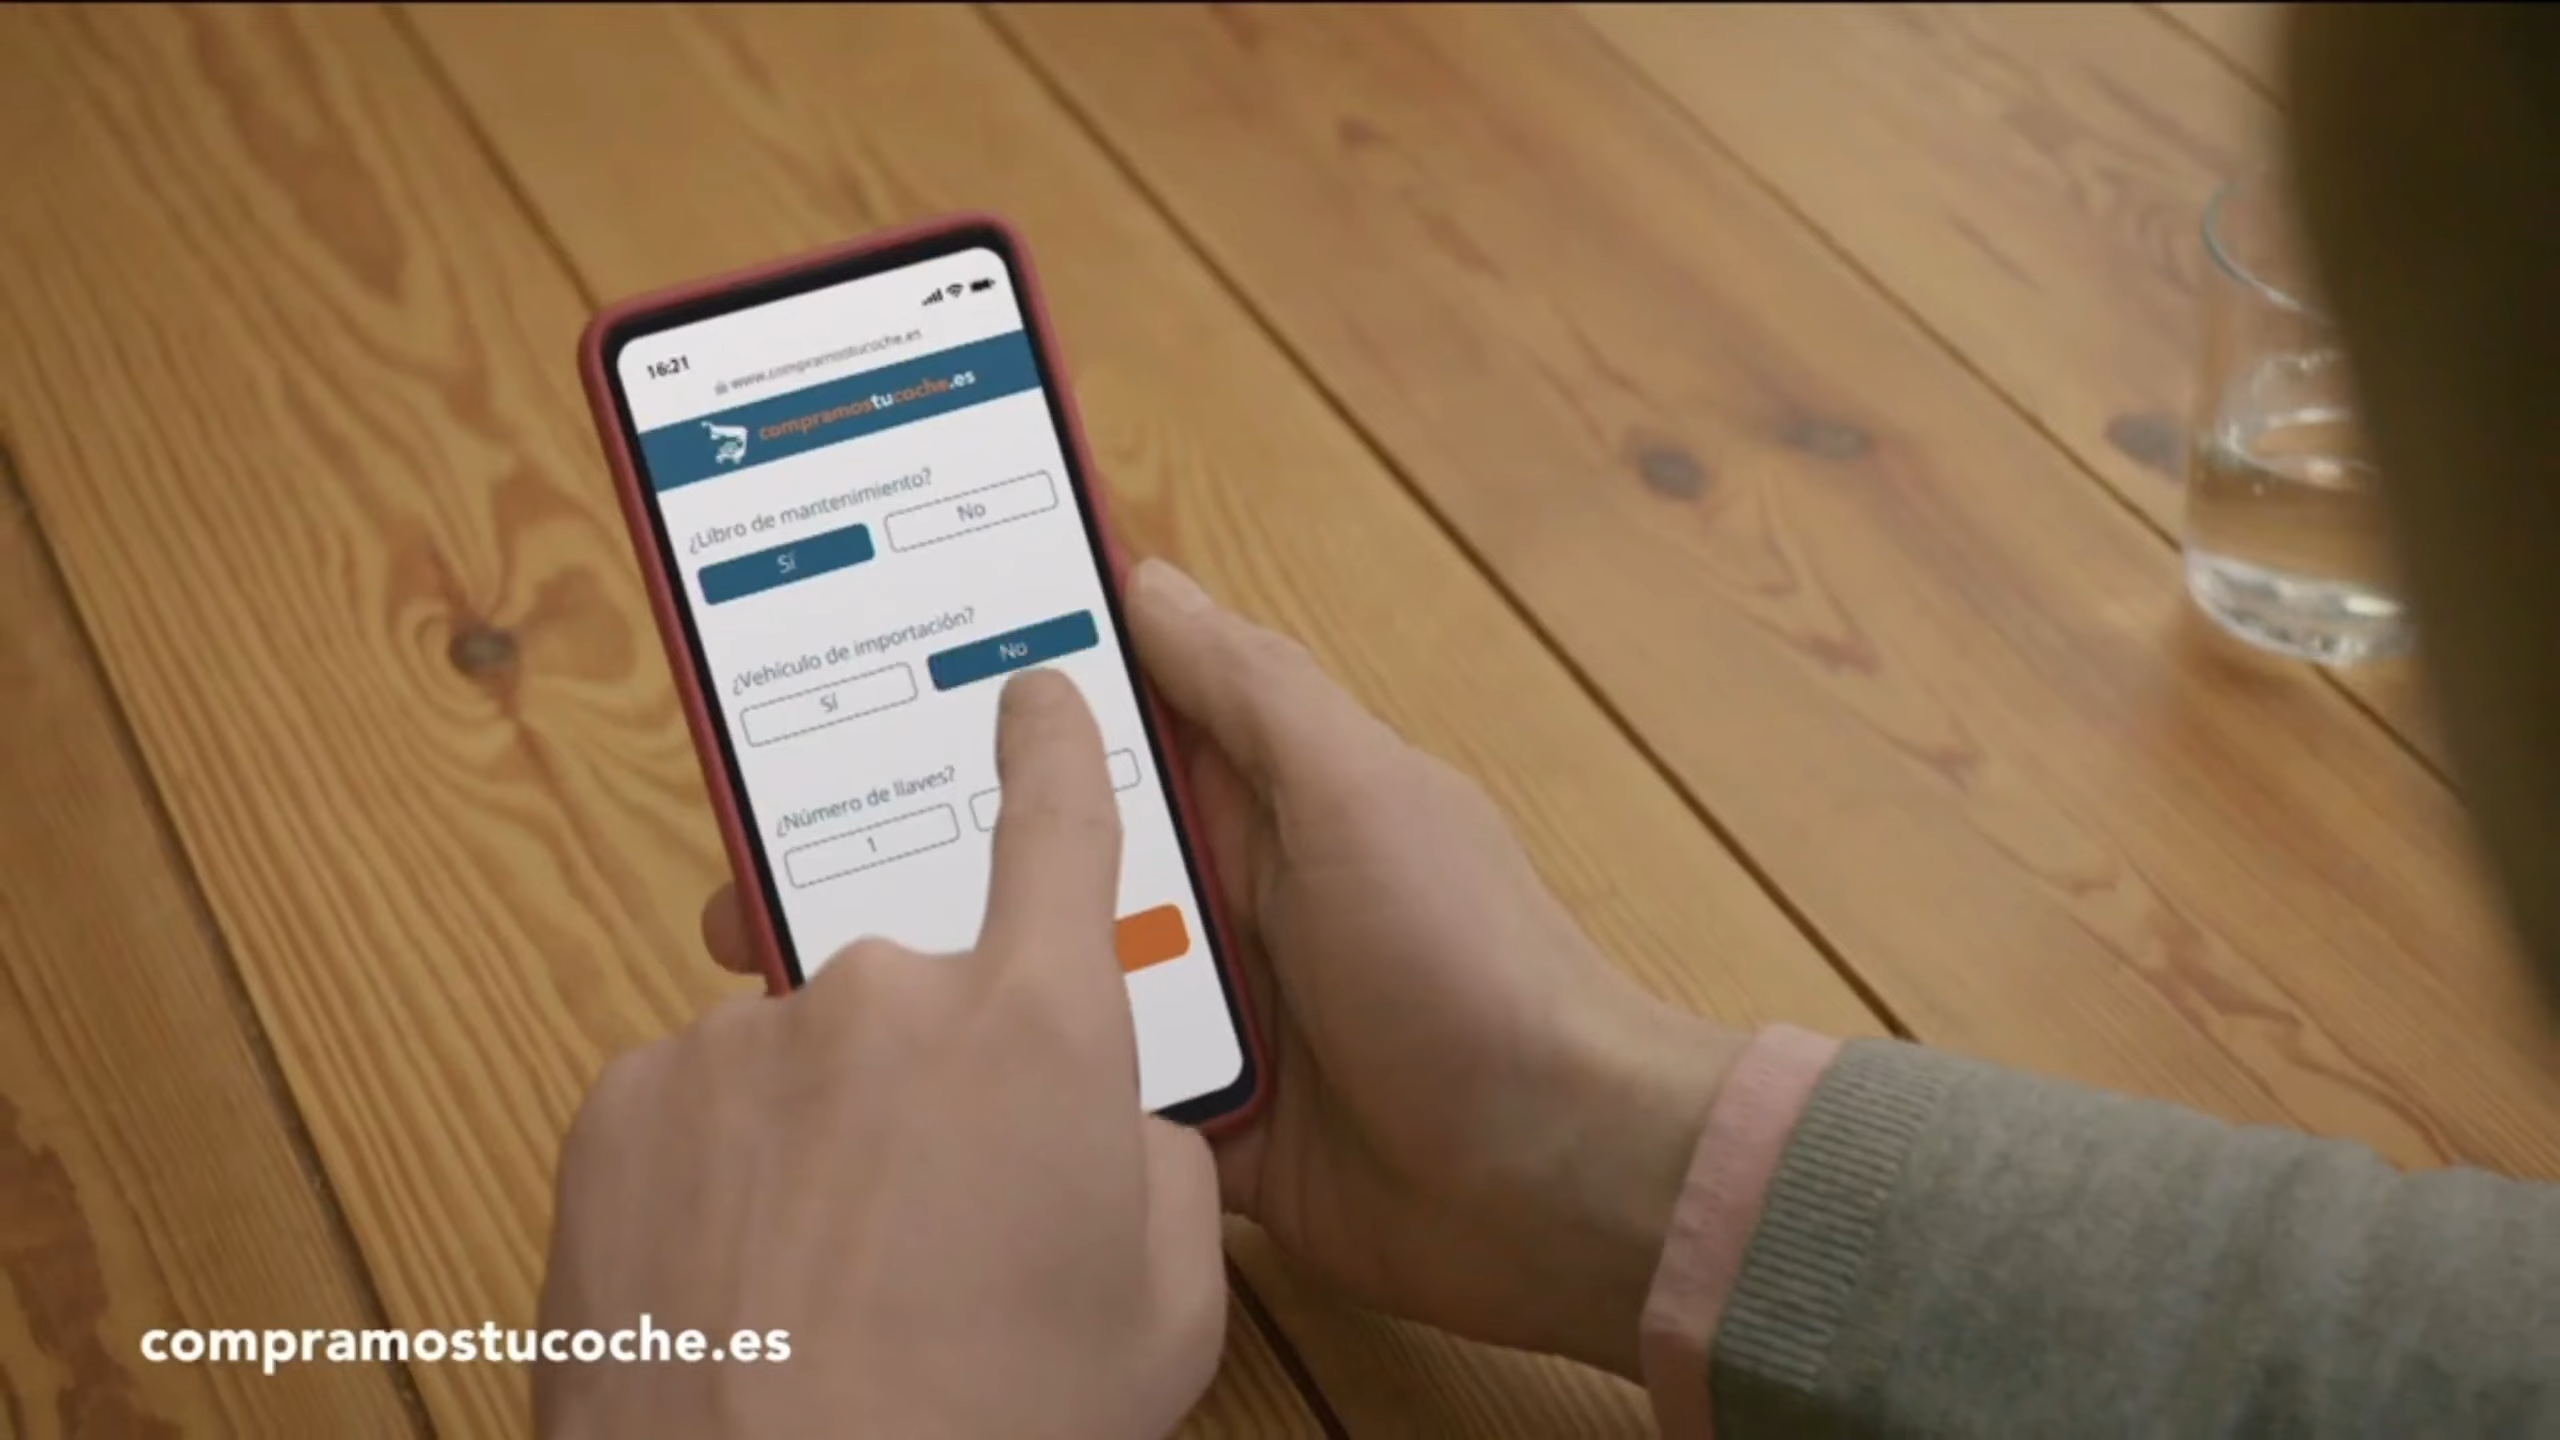 16:21
www.compramostucoche.es
compramostucoche.es
¿Libro de mantenimiento?
Sí No
¿Vehículo de importación?
Sí No
¿Número de llaves?
1
compramostucoche.es